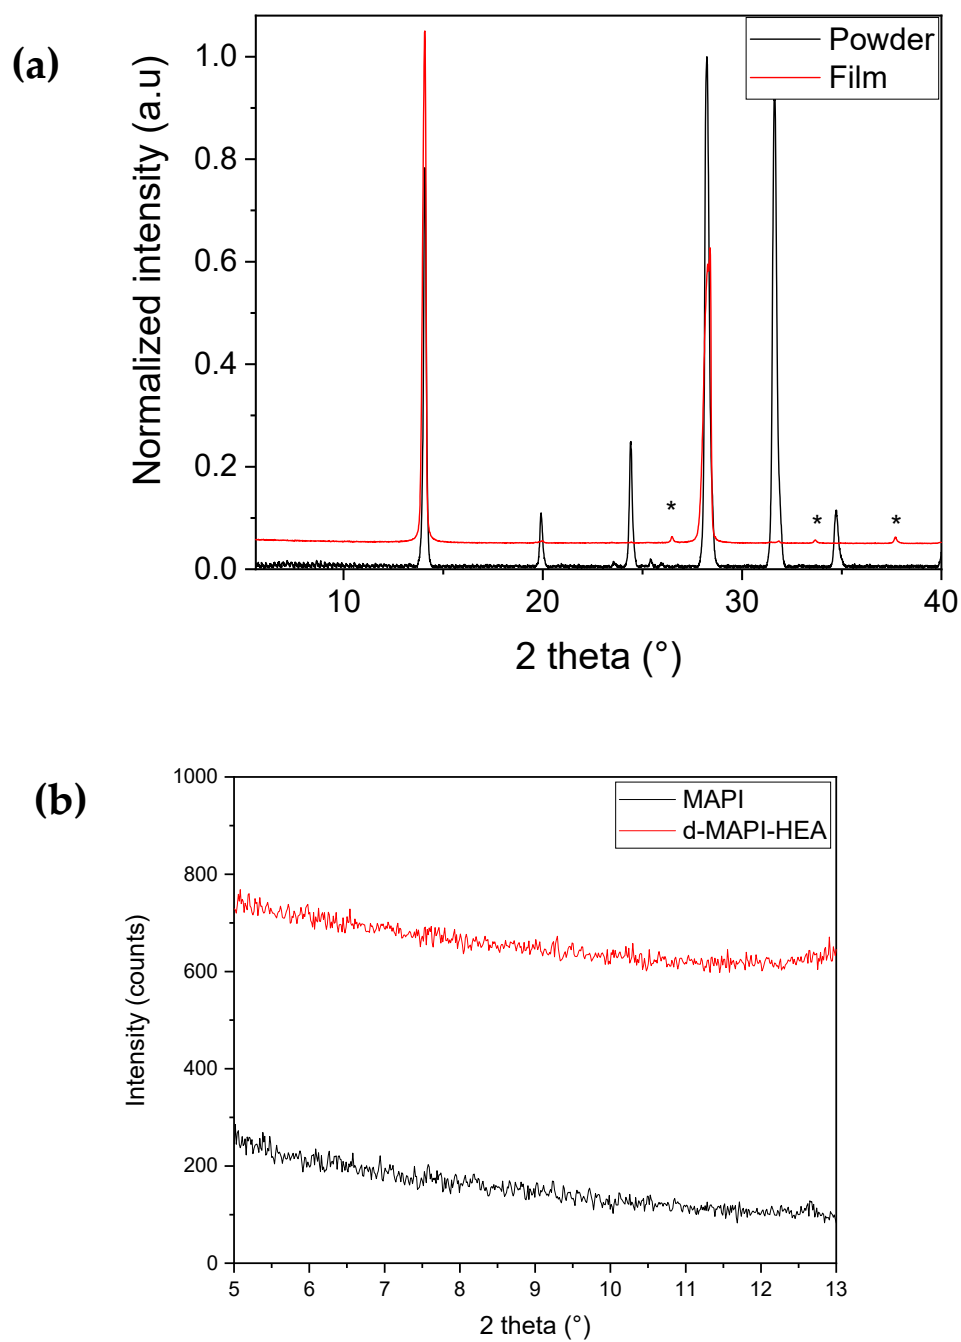 (a)
Normalized intensity (a.u)
1.0
0.8
0.6
0.4
0.2
0.0
Powder
Film
*
*
*
10
20
30
40
2 theta (°)
(b)
Intensity (counts)
1000
800
600
400
200
0
MAPI
d-MAPI-HEA
5
6
7
8
9
10
11
12
13
2 theta (°)